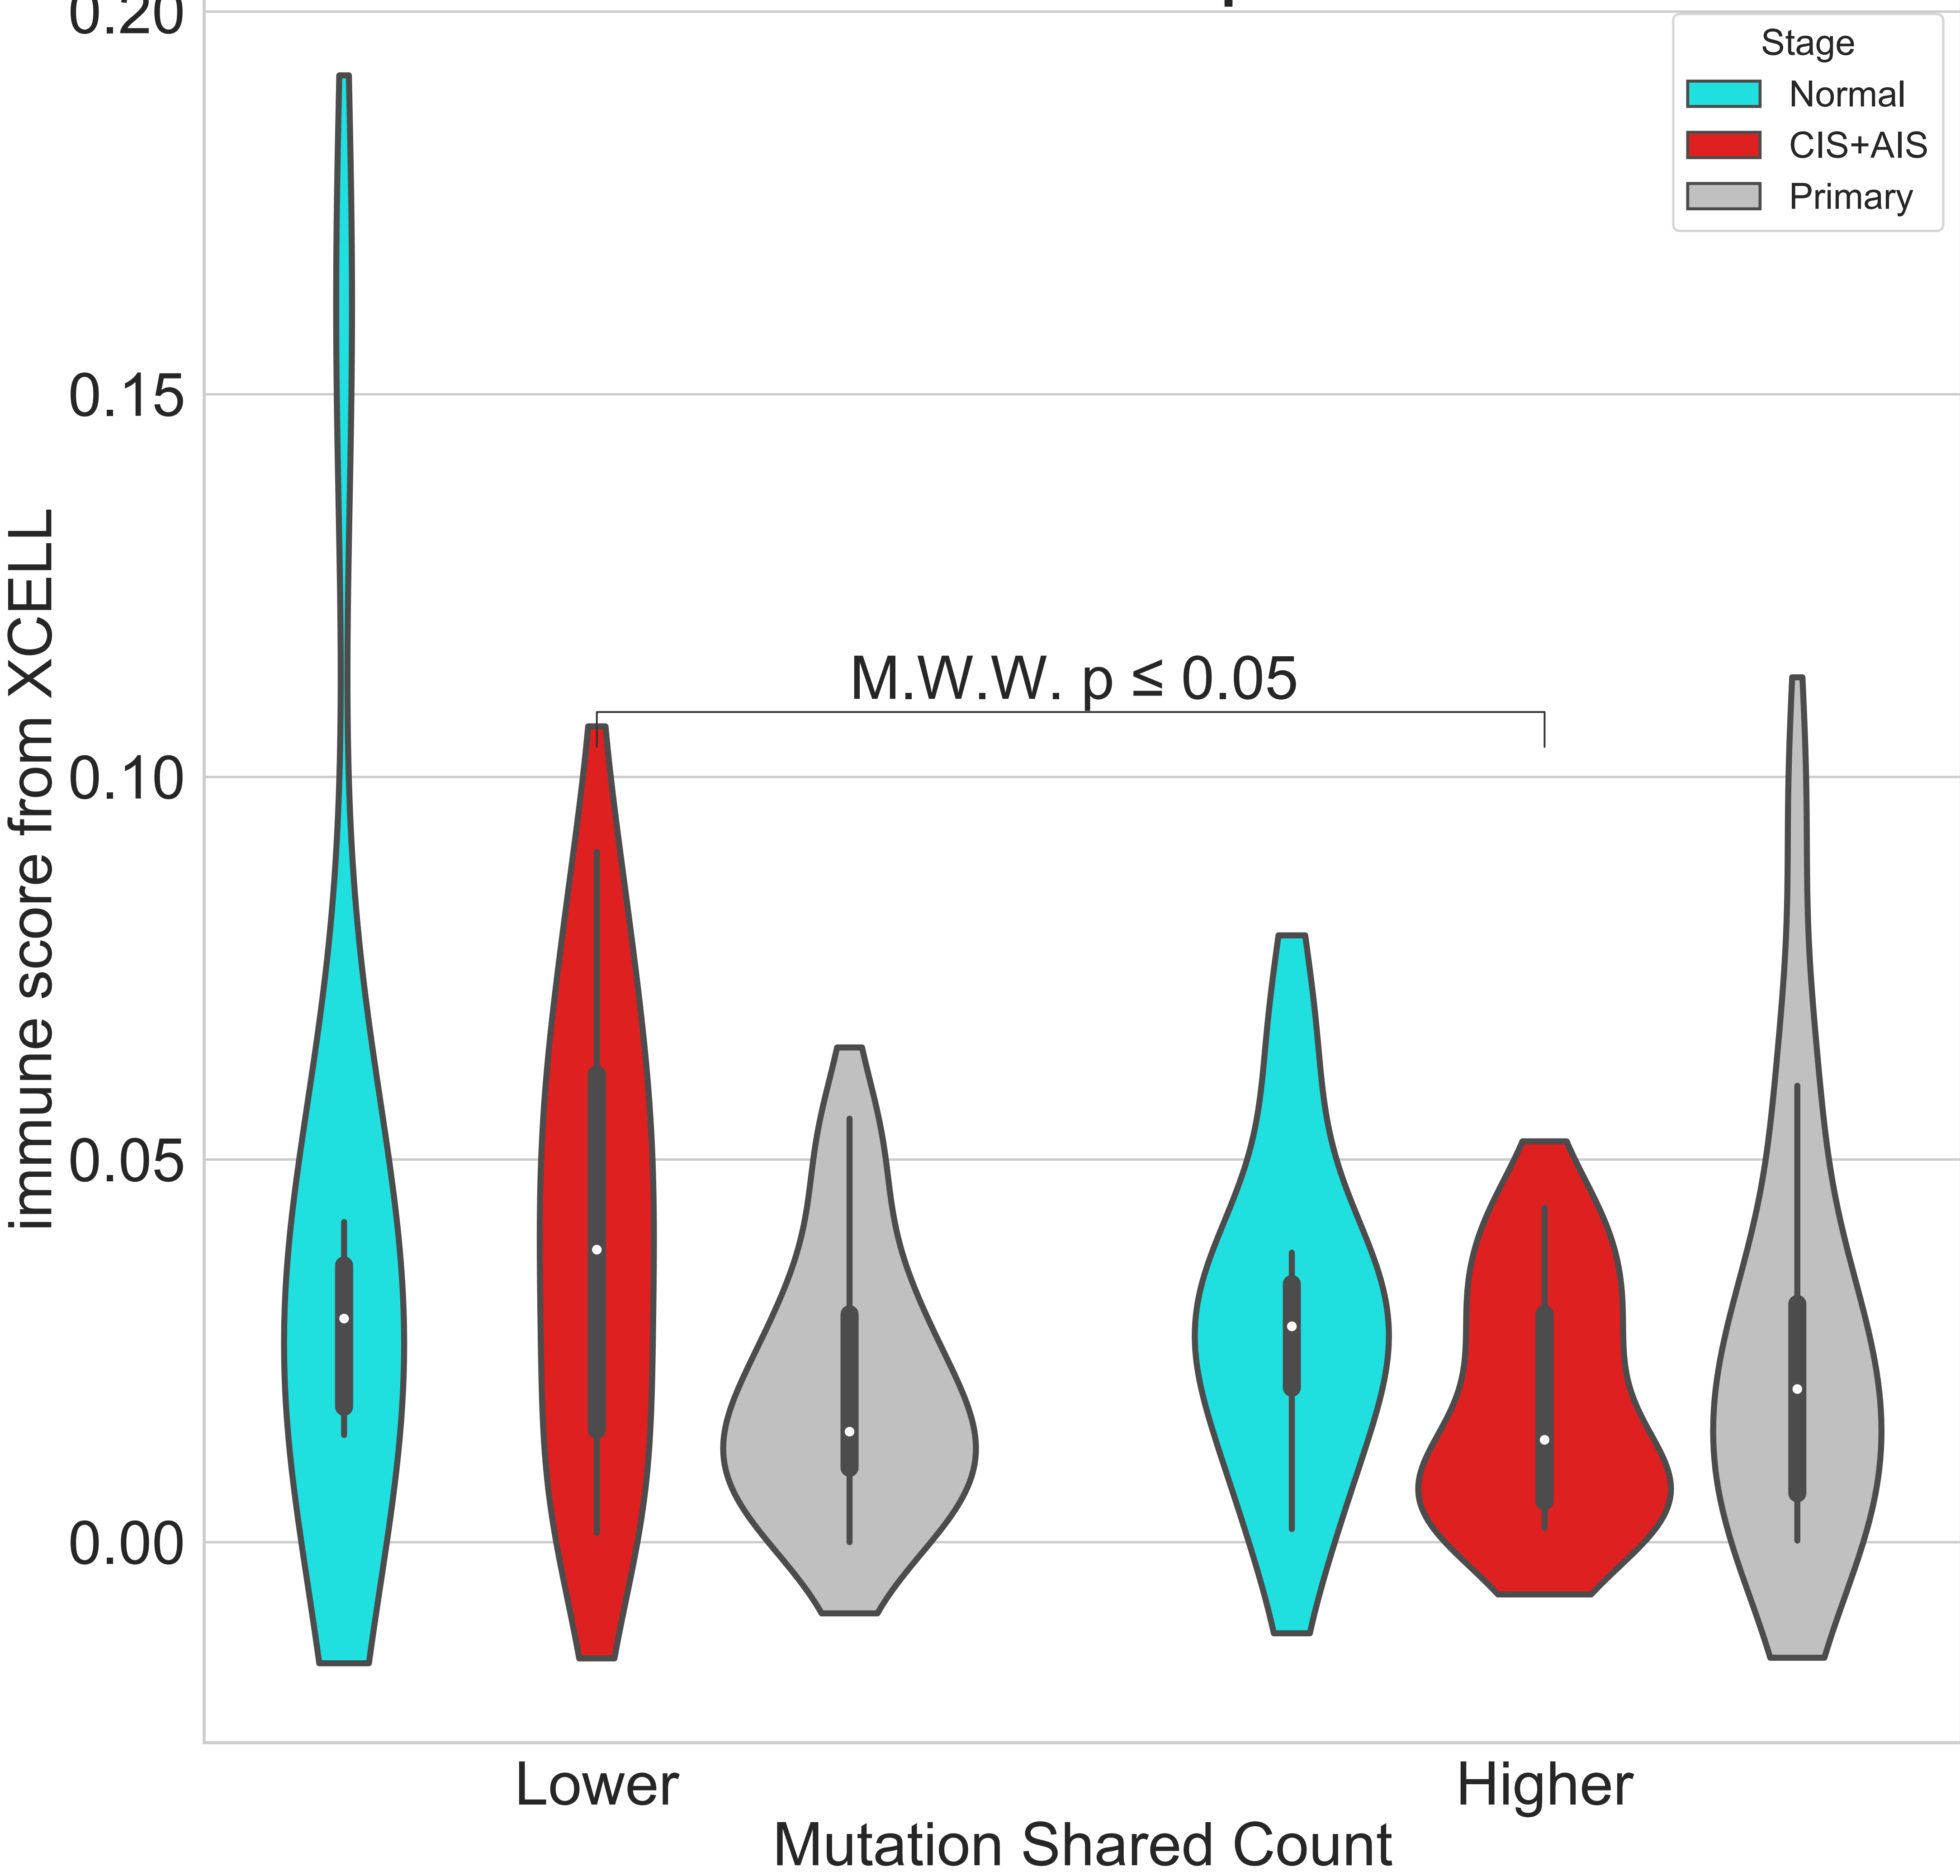 0.20
Stage
Normal
CIS+AIS
Primary
0.15
immune score from XCELL
M.W.W. p ≤ 0.05
0.10
0.05
0.00
Lower
Higher
Mutation Shared Count